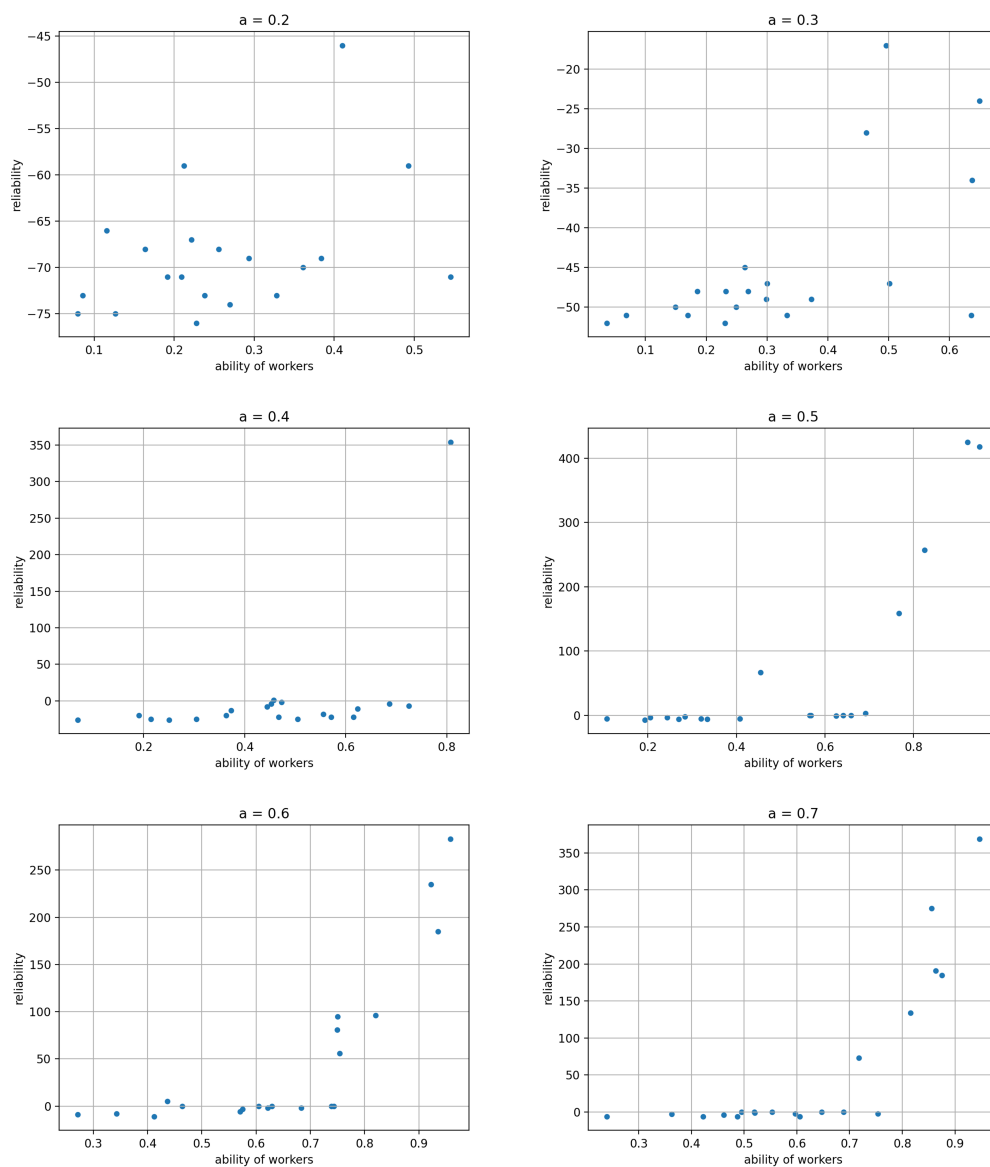 a = 0.2
−45
−50
−55
−60
−65
−70
−75
reliability
0.1 0.2 0.3 0.4 0.5
ability of workers
a = 0.3
−20
−25
−30
−35
−40
−45
−50
reliability
0.1 0.2 0.3 0.4 0.5 0.6
ability of workers
a = 0.4
350
300
250
200
150
100
50
0
reliability
0.2 0.4 0.6 0.8
ability of workers
a = 0.5
400
300
200
100
0
reliability
0.2 0.4 0.6 0.8
ability of workers
a = 0.6
250
200
150
100
50
0
reliability
0.3 0.4 0.5 0.6 0.7 0.8 0.9
ability of workers
a = 0.7
350
300
250
200
150
100
50
0
reliability
0.3 0.4 0.5 0.6 0.7 0.8 0.9
ability of workers